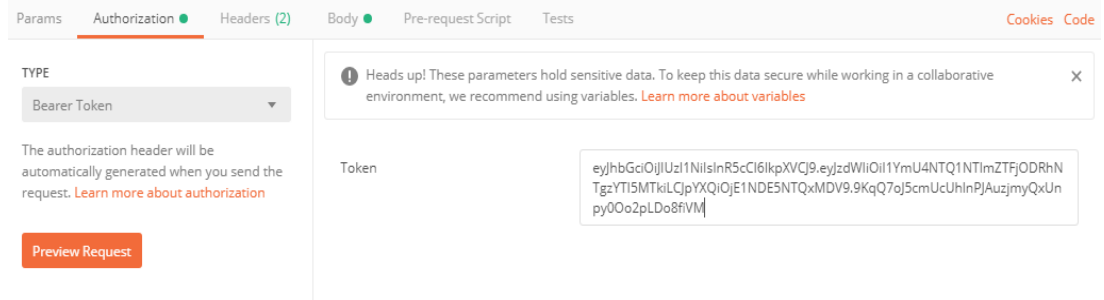 Params Authorization Headers (2) Body Pre-request Script Tests Cookies Code
TYPE
Bearer Token
The authorization header will be
automatically generated when you send the
request. Learn more about authorization
Preview Request
Heads up! These parameters hold sensitive data. To keep this data secure while working in a collaborative
environment, we recommend using variables. Learn more about variables
Token
eyJhbGciOiJIUzI1NiIsInR5cCI6IkpXVCJ9.eyJzdWIiOiI1YmU4NTQ1NTlmZTFjODRhN
TgzYTI5MTkiLCJpYXQiOjE1NDE5NTQxMDV9.9KqQ7oJ5cmUcUhInPJAuzjmyQxUn
py0Oo2pLDo8fiVM